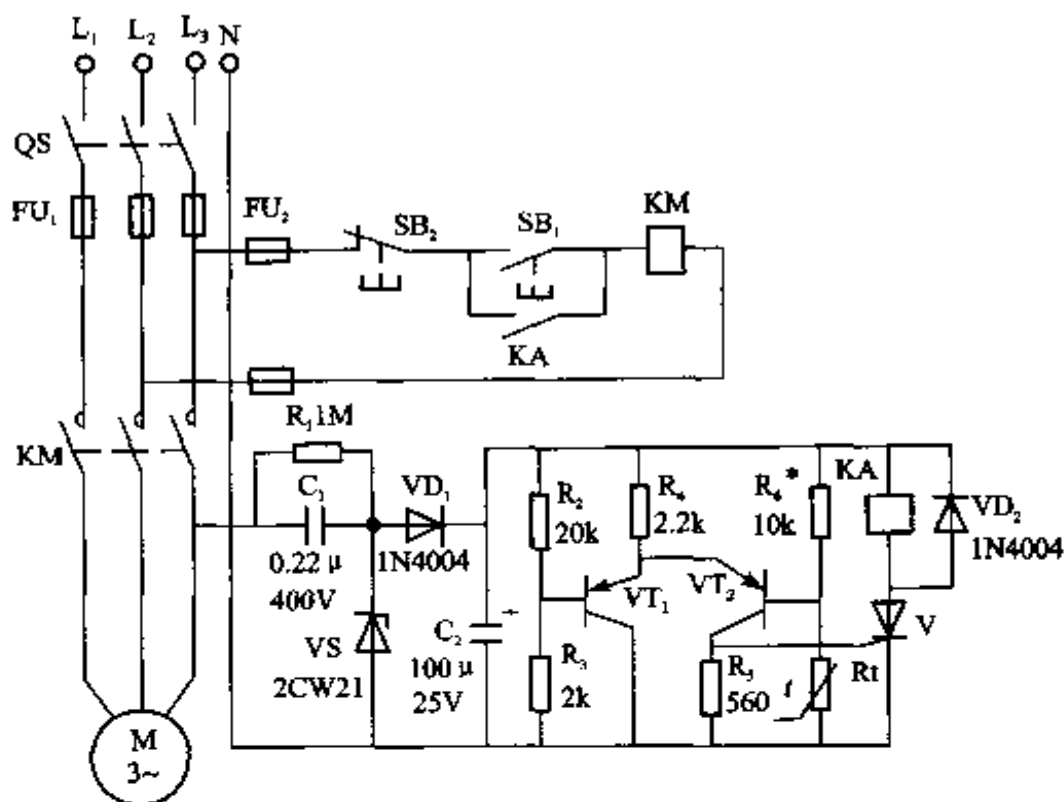 L₁ L₂ L₃ N
QS
FU₁
FU₂
SB₂
SB₁
KM
KA
KM
R₁1M
C₁
0.22μ
400V
VD₁
1N4004
VS
2CW21
C₂
100μ
25V
+
R₂
20k
R₃
2k
R₄
2.2k
VT₁
VT₂
R₄*
10k
R₅
560
t
Rt
KA
VD₂
1N4004
V
M
3~